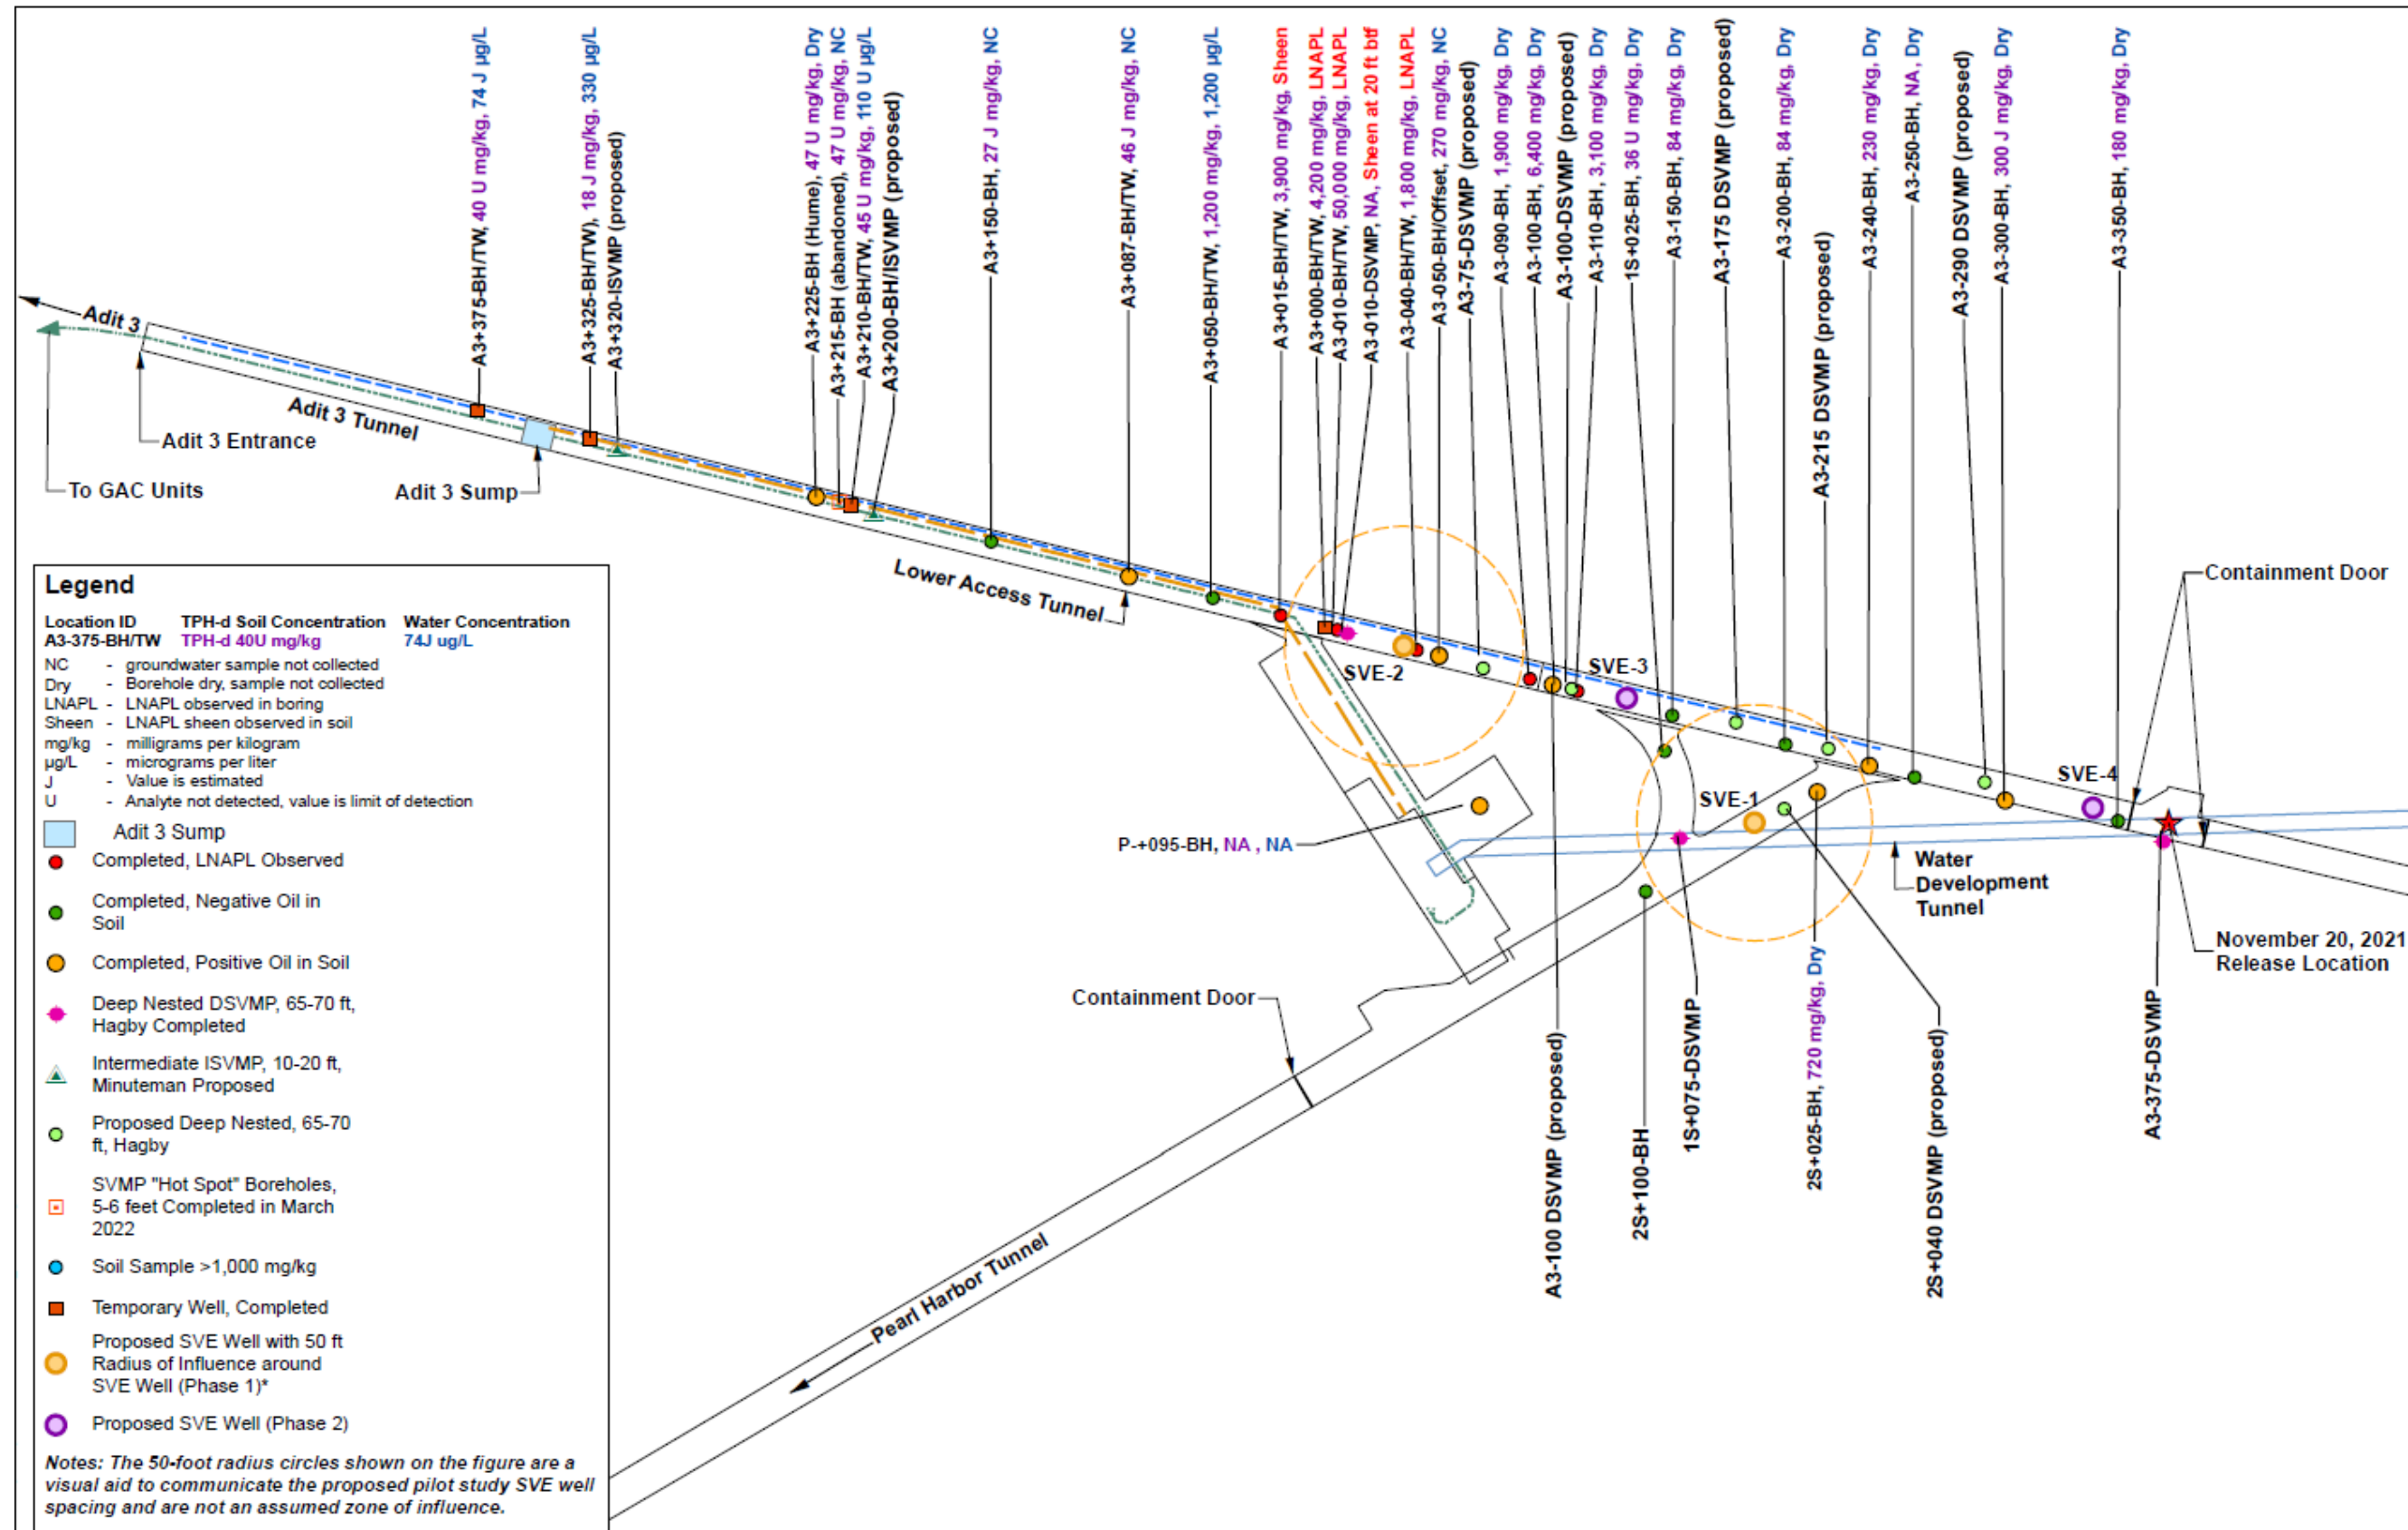 A3+375-BH/TW, 40 U mg/kg, 74 J µg/L
A3+325-BH/TW), 18 J mg/kg, 330 µg/L
A3+320-ISVMP (proposed)
A3+225-BH (Hume), 47 U mg/kg, Dry
A3+215-BH (abandoned), 47 U mg/kg, NC
A3+210-BH/TW, 45 U mg/kg, 110 U µg/L
A3+200-BH/ISVMP (proposed)
A3+150-BH, 27 J mg/kg, NC
A3+087-BH/TW, 46 J mg/kg, NC
A3+050-BH/TW, 1,200 mg/kg, 1,200 µg/L
A3+015-BH/TW, 3,900 mg/kg, Sheen
A3+000-BH/TW, 4,200 mg/kg, LNAPL
A3-010-BH/TW, 50,000 mg/kg, LNAPL
A3-010-DSVMP, NA, Sheen at 20 ft btf
A3-040-BH/TW, 1,800 mg/kg, LNAPL
A3-050-BH/Offset, 270 mg/kg, NC
A3-75-DSVMP (proposed)
A3-090-BH, 1,900 mg/kg, Dry
A3-100-BH, 6,400 mg/kg, Dry
A3-100-DSVMP (proposed)
A3-110-BH, 3,100 mg/kg, Dry
1S+025-BH, 36 U mg/kg, Dry
A3-150-BH, 84 mg/kg, Dry
A3-175 DSVMP (proposed)
A3-200-BH, 84 mg/kg, Dry
A3-215 DSVMP (proposed)
A3-240-BH, 230 mg/kg, Dry
A3-250-BH, NA, Dry
A3-290 DSVMP (proposed)
A3-300-BH, 300 J mg/kg, Dry
A3-350-BH, 180 mg/kg, Dry
Adit 3
Adit 3 Tunnel
Adit 3 Entrance
To GAC Units
Adit 3 Sump
Lower Access Tunnel
Containment Door
SVE-2
SVE-3
SVE-1
SVE-4
P-+095-BH, NA , NA
Water
Development
Tunnel
November 20, 2021
Release Location
Containment Door
A3-100 DSVMP (proposed)
2S+100-BH
1S+075-DSVMP
2S+025-BH, 720 mg/kg, Dry
2S+040 DSVMP (proposed)
A3-375-DSVMP
Pearl Harbor Tunnel
Legend
Location ID TPH-d Soil Concentration Water Concentration
A3-375-BH/TW TPH-d 40U mg/kg 74J ug/L
NC - groundwater sample not collected
Dry - Borehole dry, sample not collected
LNAPL - LNAPL observed in boring
Sheen - LNAPL sheen observed in soil
mg/kg - milligrams per kilogram
µg/L - micrograms per liter
J - Value is estimated
U - Analyte not detected, value is limit of detection
Adit 3 Sump
Completed, LNAPL Observed
Completed, Negative Oil in
Soil
Completed, Positive Oil in Soil
Deep Nested DSVMP, 65-70 ft,
Hagby Completed
Intermediate ISVMP, 10-20 ft,
Minuteman Proposed
Proposed Deep Nested, 65-70
ft, Hagby
SVMP "Hot Spot" Boreholes,
5-6 feet Completed in March
2022
Soil Sample >1,000 mg/kg
Temporary Well, Completed
Proposed SVE Well with 50 ft
Radius of Influence around
SVE Well (Phase 1)*
Proposed SVE Well (Phase 2)
Notes: The 50-foot radius circles shown on the figure are a
visual aid to communicate the proposed pilot study SVE well
spacing and are not an assumed zone of influence.